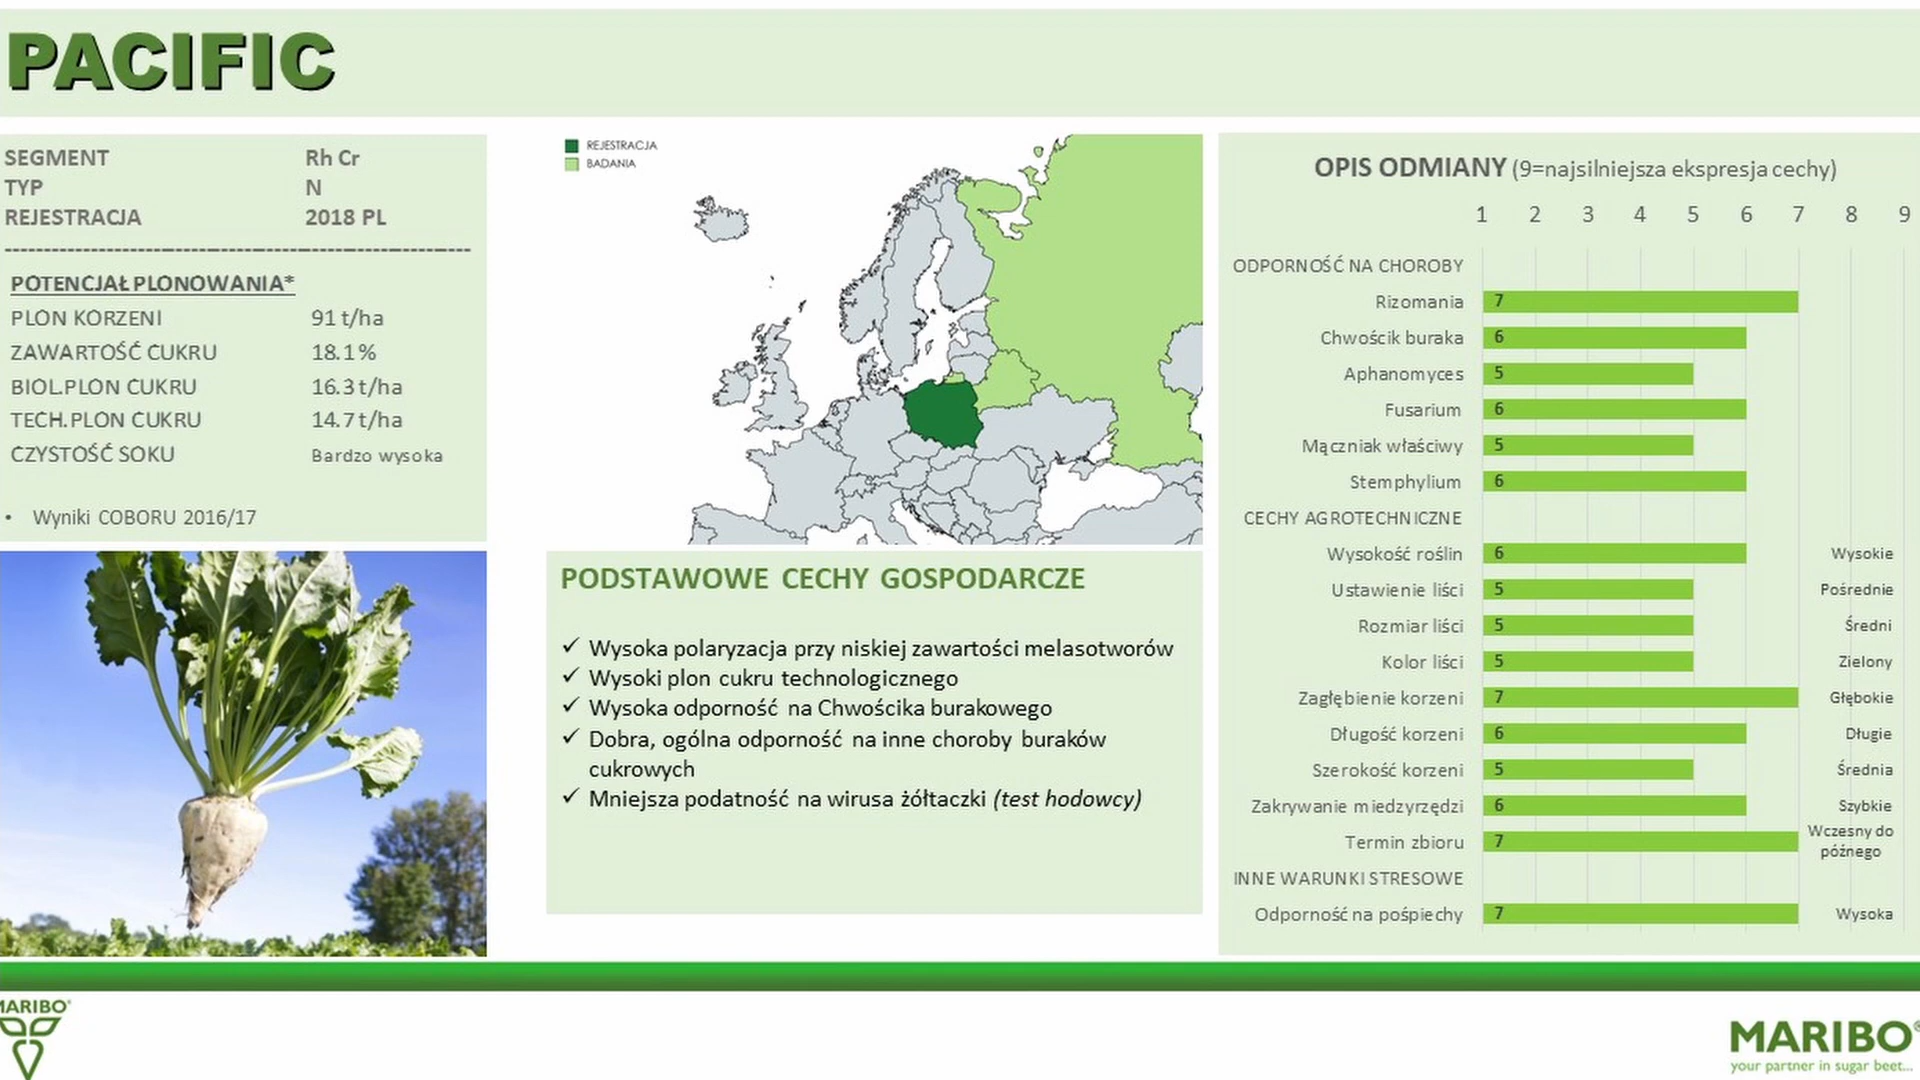 PACIFIC
SEGMENT Rh Cr
TYP N
REJESTRACJA 2018 PL
POTENCJAŁ PLONOWANIA*
PLON KORZENI 91 t/ha
ZAWARTOŚĆ CUKRU 18.1%
BIOL.PLON CUKRU 16.3 t/ha
TECH.PLON CUKRU 14.7 t/ha
CZYSTOŚĆ SOKU Bardzo wysoka
• Wyniki COBORU 2016/17
REJESTRACJA
BADANIA
PODSTAWOWE CECHY GOSPODARCZE
✓ Wysoka polaryzacja przy niskiej zawartości melasotworów
✓ Wysoki plon cukru technologicznego
✓ Wysoka odporność na Chwościka burakowego
✓ Dobra, ogólna odporność na inne choroby buraków
cukrowych
✓ Mniejsza podatność na wirusa żółtaczki (test hodowcy)
OPIS ODMIANY (9=najsilniejsza ekspresja cechy)
1 2 3 4 5 6 7 8 9
ODPORNOŚĆ NA CHOROBY
Rizomania 7
Chwościk buraka 6
Aphanomyces 5
Fusarium 6
Mączniak właściwy 5
Stemphylium 6
CECHY AGROTECHNICZNE
Wysokość roślin 6 Wysokie
Ustawienie liści 5 Pośrednie
Rozmiar liści 5 Średni
Kolor liści 5 Zielony
Zagłębienie korzeni 7 Głębokie
Długość korzeni 6 Długie
Szerokość korzeni 5 Średnia
Zakrywanie miedzyrzędzi 6 Szybkie
Termin zbioru 7 Wczesny do
późnego
INNE WARUNKI STRESOWE
Odporność na pośpiechy 7 Wysoka
MARIBO®
MARIBO®
your partner in sugar beet...